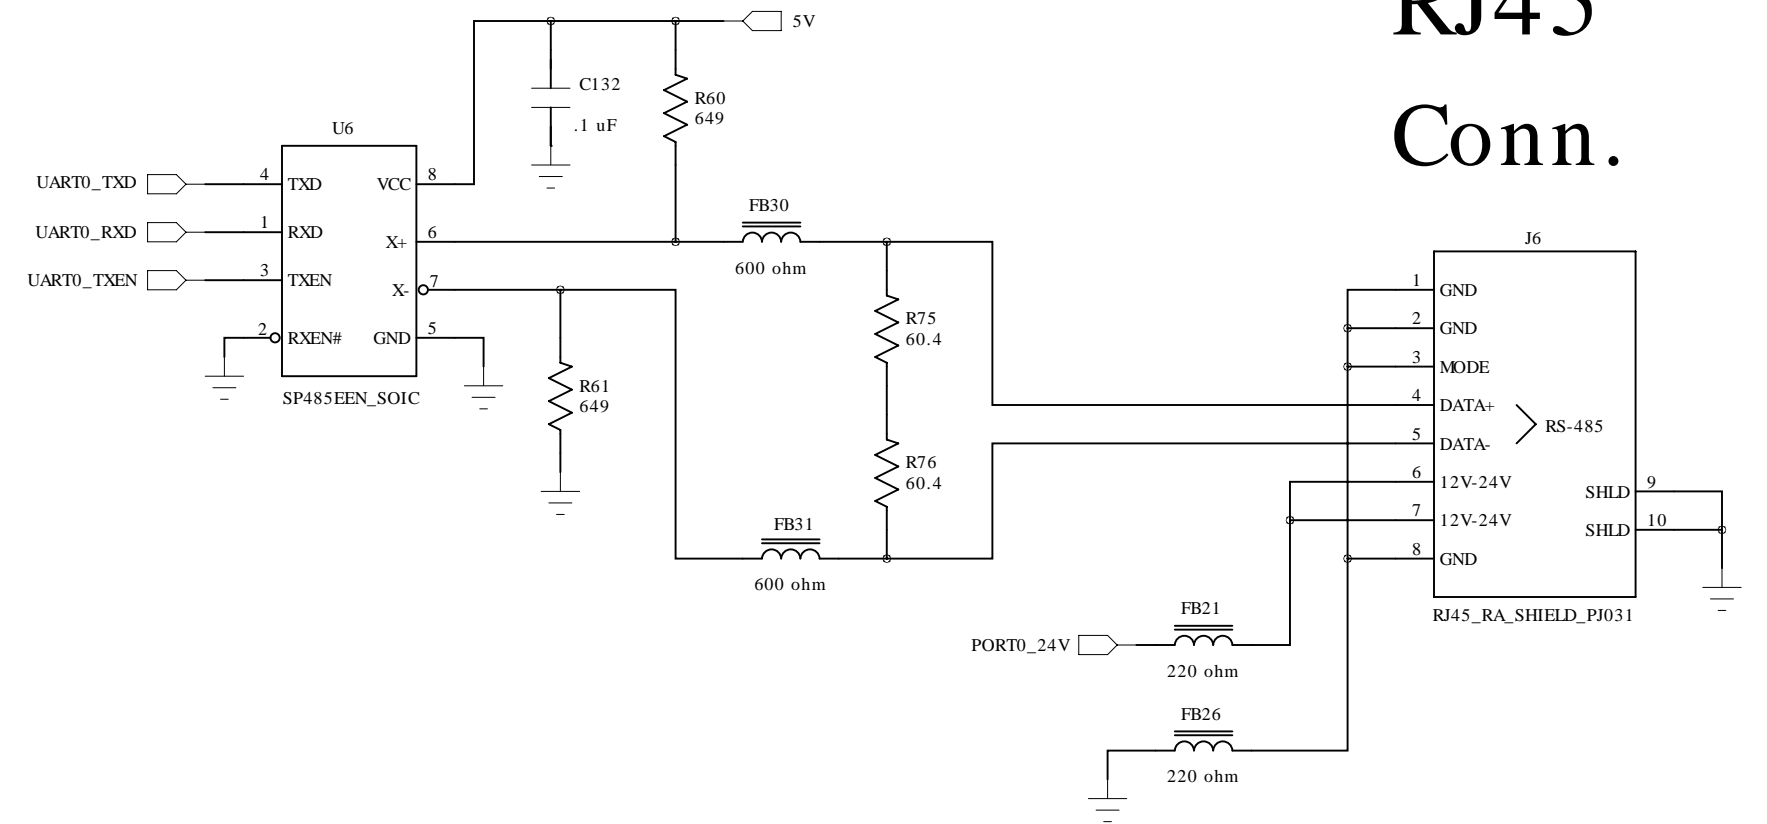 RJ45
Conn.
5V
C132
.1 uF
R60
649
U6
UART0_TXD
4
TXD
VCC
8
UART0_RXD
1
RXD
X+
6
UART0_TXEN
3
TXEN
X-
7
2
RXEN#
GND
5
SP485EEN_SOIC
R61
649
FB30
600 ohm
R75
60.4
R76
60.4
FB31
600 ohm
J6
1
GND
2
GND
3
MODE
4
DATA+
5
DATA-
RS-485
6
12V-24V
7
12V-24V
8
GND
SHLD
9
SHLD
10
RJ45_RA_SHIELD_PJ031
FB21
PORT0_24V
220 ohm
FB26
220 ohm